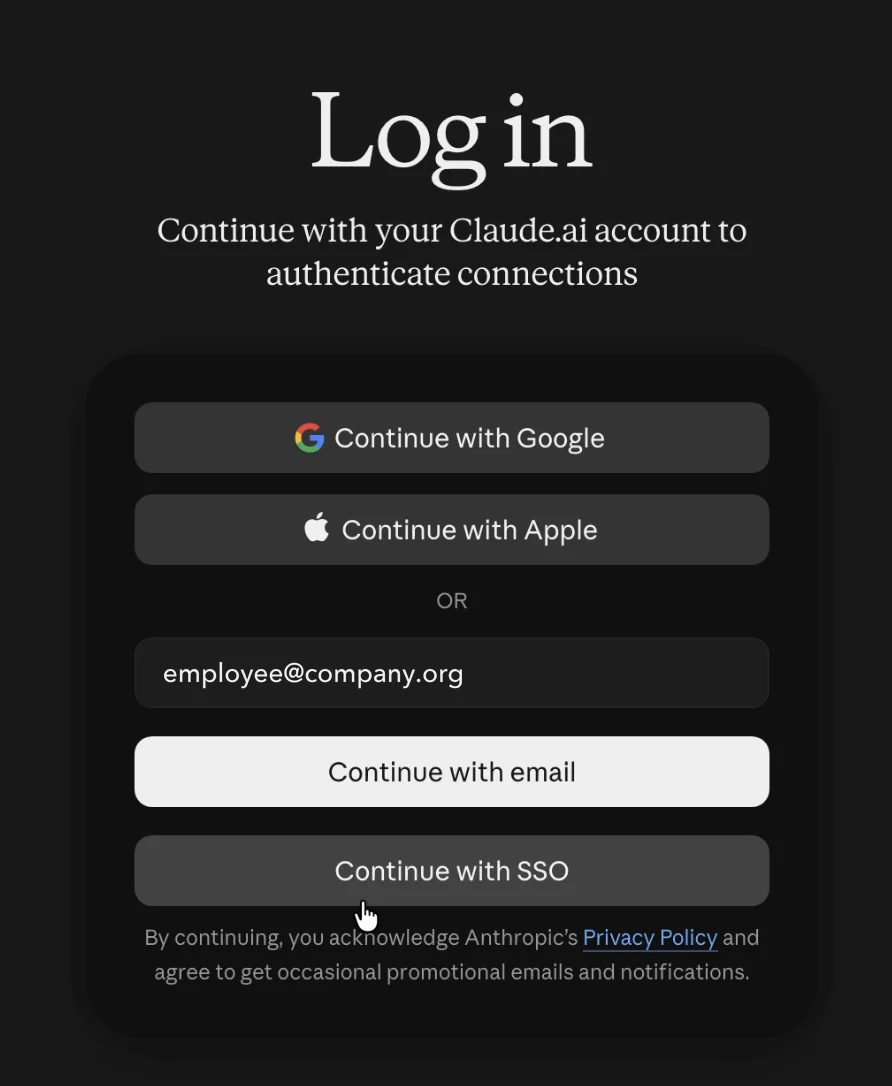 Log in
Continue with your Claude.ai account to
authenticate connections
Continue with Google
Continue with Apple
OR
employee@company.org
Continue with email
Continue with SSO
By continuing, you acknowledge Anthropic’s Privacy Policy and
agree to get occasional promotional emails and notifications.